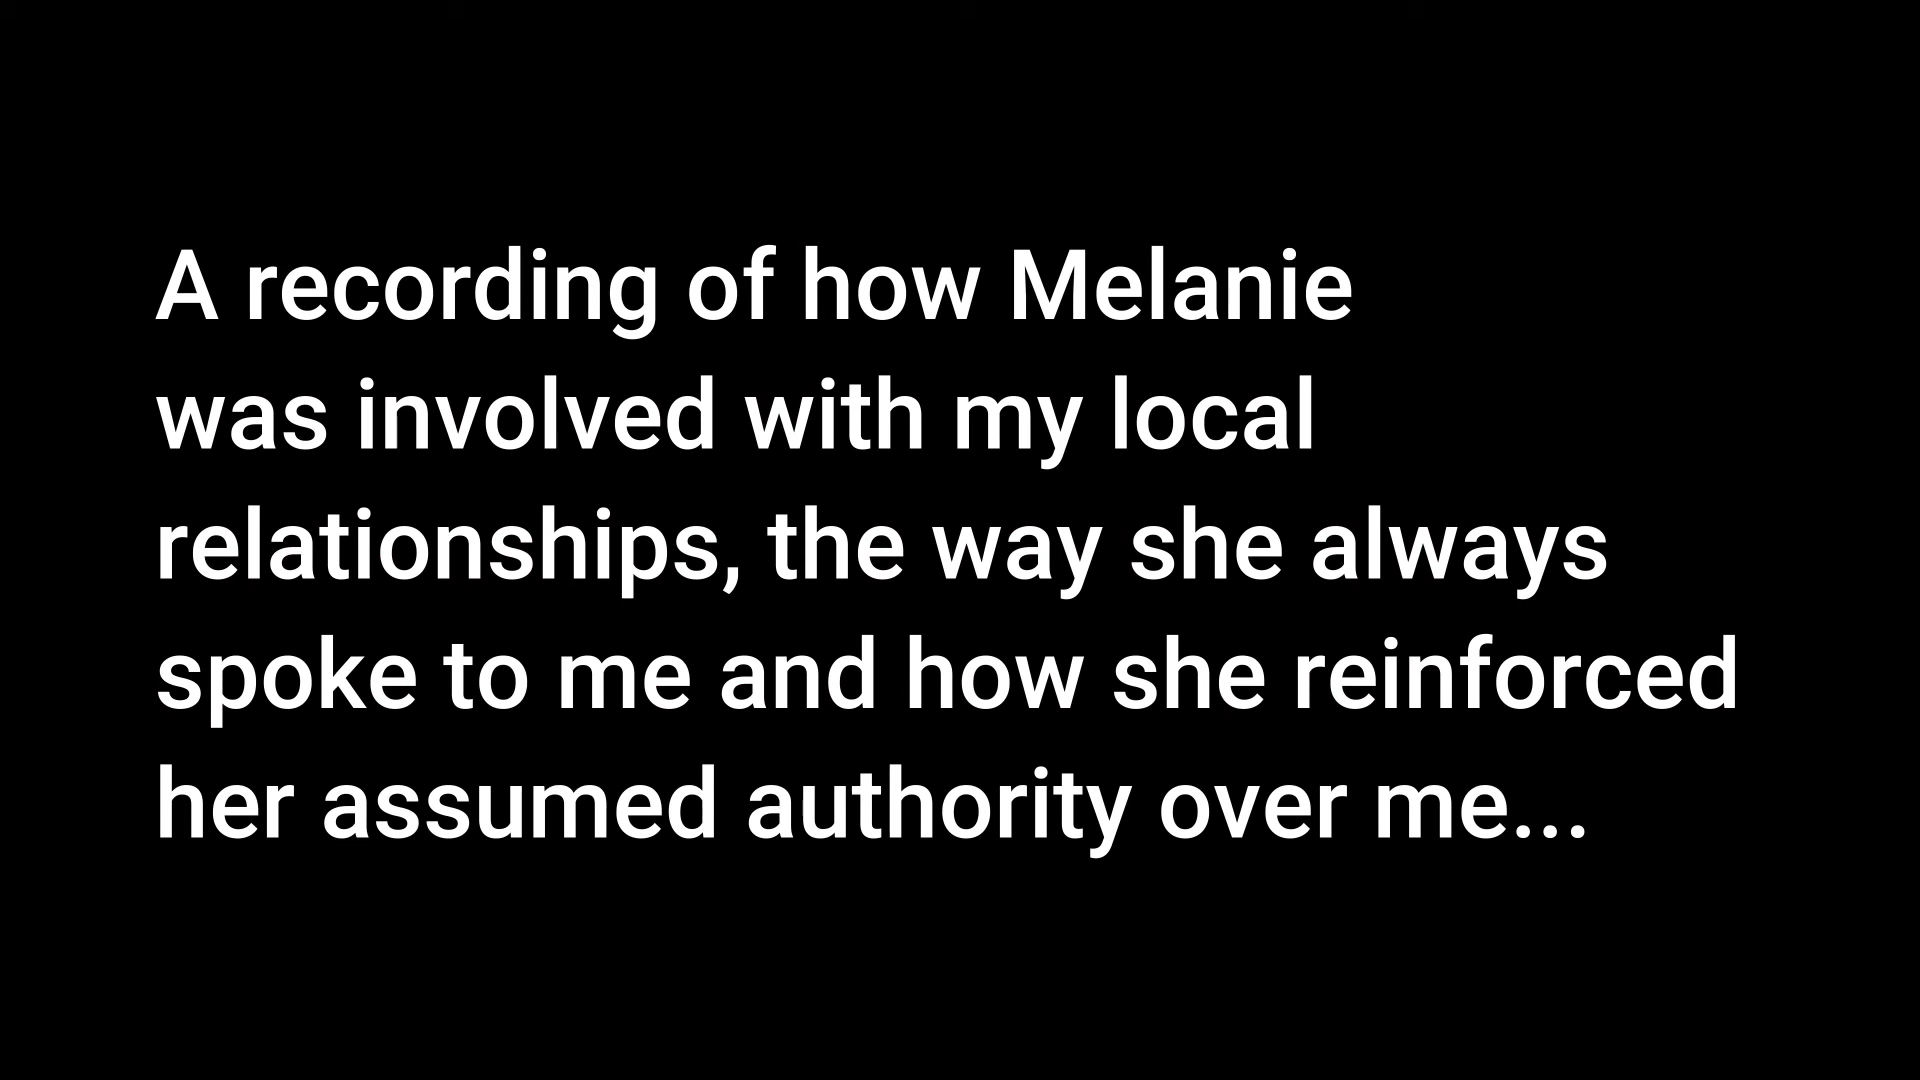 A recording of how Melanie
was involved with my local
relationships, the way she always
spoke to me and how she reinforced
her assumed authority over me...